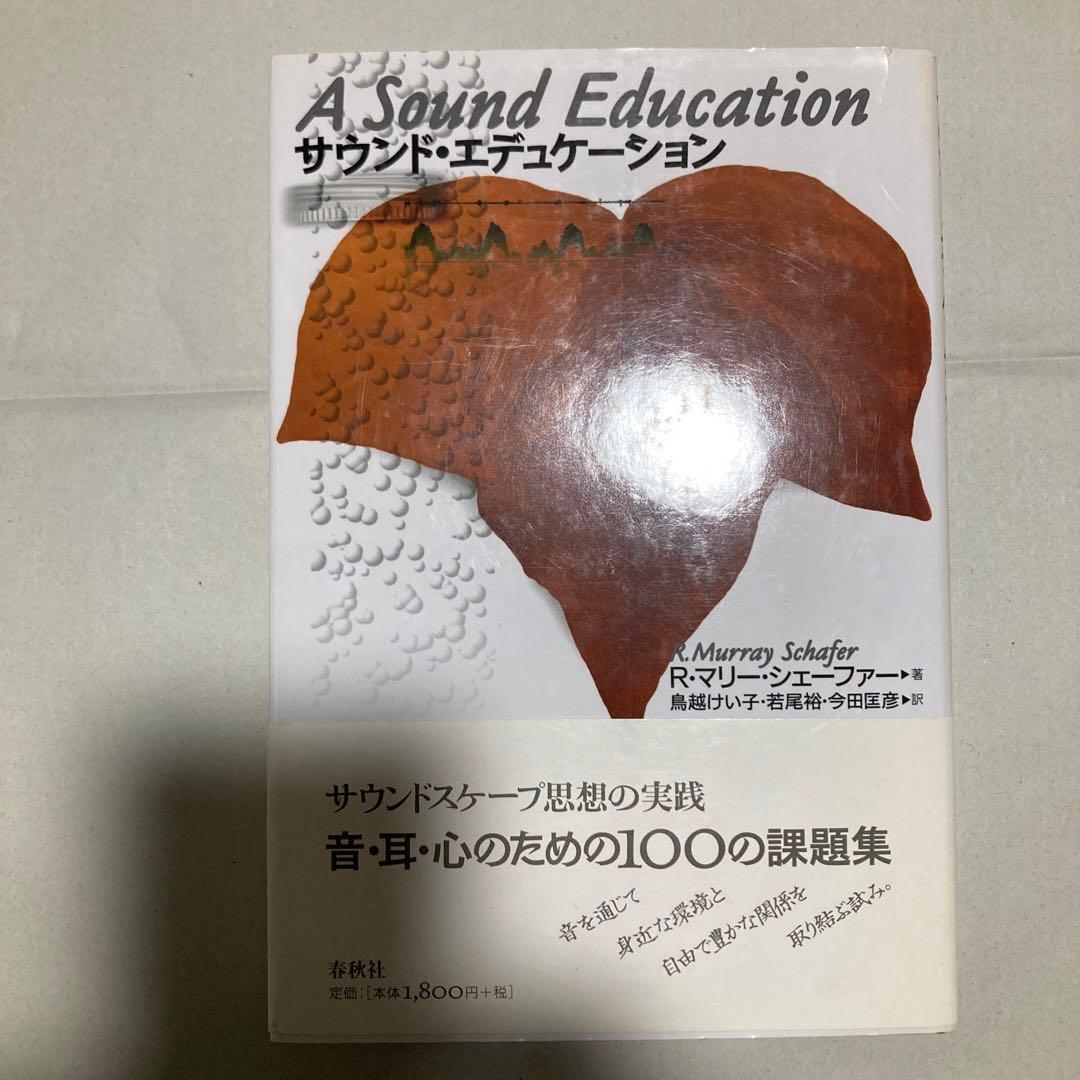 A Sound Education
サウンド・エデュケーション
R. Murray Schafer
R・マリー・シェーファー▶著
鳥越けい子・若尾裕・今田匡彦▶訳
サウンドスケープ思想の実践
音・耳・心のための100の課題集
音を通じて
身近な環境と
自由で豊かな関係を
取り結ぶ試み。
春秋社
定価：[本体1,800円＋税]